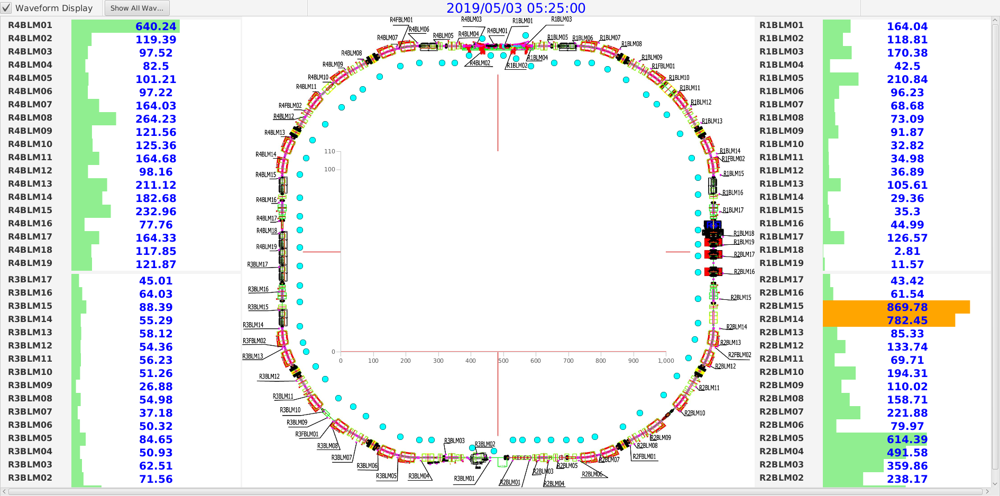 Waveform Display
Show All Wav...
2019/05/03 05:25:00
R4BLM01 640.24
R4BLM02 119.39
R4BLM03 97.52
R4BLM04 82.5
R4BLM05 101.21
R4BLM06 97.22
R4BLM07 164.03
R4BLM08 264.23
R4BLM09 121.56
R4BLM10 125.36
R4BLM11 164.68
R4BLM12 98.16
R4BLM13 211.12
R4BLM14 182.68
R4BLM15 232.96
R4BLM16 77.76
R4BLM17 164.33
R4BLM18 117.85
R4BLM19 121.87
R3BLM17 45.01
R3BLM16 64.03
R3BLM15 88.39
R3BLM14 55.29
R3BLM13 58.12
R3BLM12 54.36
R3BLM11 56.23
R3BLM10 51.26
R3BLM09 26.88
R3BLM08 54.98
R3BLM07 37.18
R3BLM06 50.32
R3BLM05 84.65
R3BLM04 50.93
R3BLM03 62.51
R3BLM02 71.56
R4FBLM01
R4BLM03
R1BLM01
R1BLM03
R4BLM06
R4BLM01
R4BLM07
R4BLM05
R4BLM04
R1BLM05
R1BLM06
R1BLM07
R1BLM08
R4BLM08
R4BLM02
R1BLM02
R1BLM04
R1BLM09
R4BLM09
R1FBLM01
R4BLM10
R1BLM10
R4BLM11
R1BLM11
R4FBLM02
R1BLM12
R4BLM12
R1BLM13
R4BLM13
R4BLM14
R1BLM14
R1FBLM02
R4BLM15
R1BLM15
R4BLM16
R1BLM16
R4BLM17
R1BLM17
R4BLM18
R1BLM18
R4BLM19
R1BLM19
R3BLM17
R2BLM17
R2BLM16
R3BLM16
R2BLM15
R3BLM15
R3BLM14
R2BLM14
R3FBLM02
R2BLM13
R3BLM13
R2FBLM02
R2BLM12
R3BLM12
R2BLM11
R3BLM11
R3BLM10
R2BLM10
R3BLM09
R3FBLM01
R2BLM09
R3BLM08
R3BLM03
R3BLM02
R2BLM08
R3BLM07
R2FBLM01
R3BLM06
R2BLM07
R3BLM05
R3BLM04
R3BLM01
R2BLM01
R2BLM03
R2BLM05
R2BLM04
R2BLM06
110
100
0
0 100 200 300 400 500 600 700 800 900 1,000
R1BLM01 164.04
R1BLM02 118.81
R1BLM03 170.38
R1BLM04 42.5
R1BLM05 210.84
R1BLM06 96.23
R1BLM07 68.68
R1BLM08 73.09
R1BLM09 91.87
R1BLM10 32.82
R1BLM11 34.98
R1BLM12 36.89
R1BLM13 105.61
R1BLM14 29.36
R1BLM15 35.3
R1BLM16 44.99
R1BLM17 126.57
R1BLM18 2.81
R1BLM19 11.57
R2BLM17 43.42
R2BLM16 61.54
R2BLM15 869.78
R2BLM14 782.45
R2BLM13 85.33
R2BLM12 133.74
R2BLM11 69.71
R2BLM10 194.31
R2BLM09 110.02
R2BLM08 158.71
R2BLM07 221.88
R2BLM06 79.97
R2BLM05 614.39
R2BLM04 491.58
R2BLM03 359.86
R2BLM02 238.17